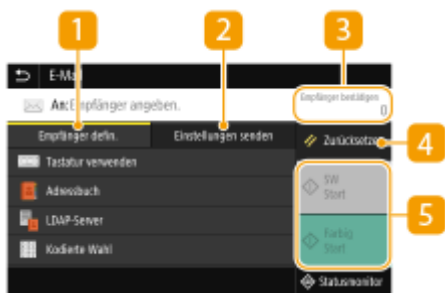 1
2
3
E-Mail
An: Empfänger angeben.
Empfänger bestätigen
0
Empfänger defin.
Einstellungen senden
Zurücksetzen
4
Tastatur verwenden
Adressbuch
LDAP-Server
Kodierte Wahl
SW
Start
5
Farbig
Start
Statusmonitor